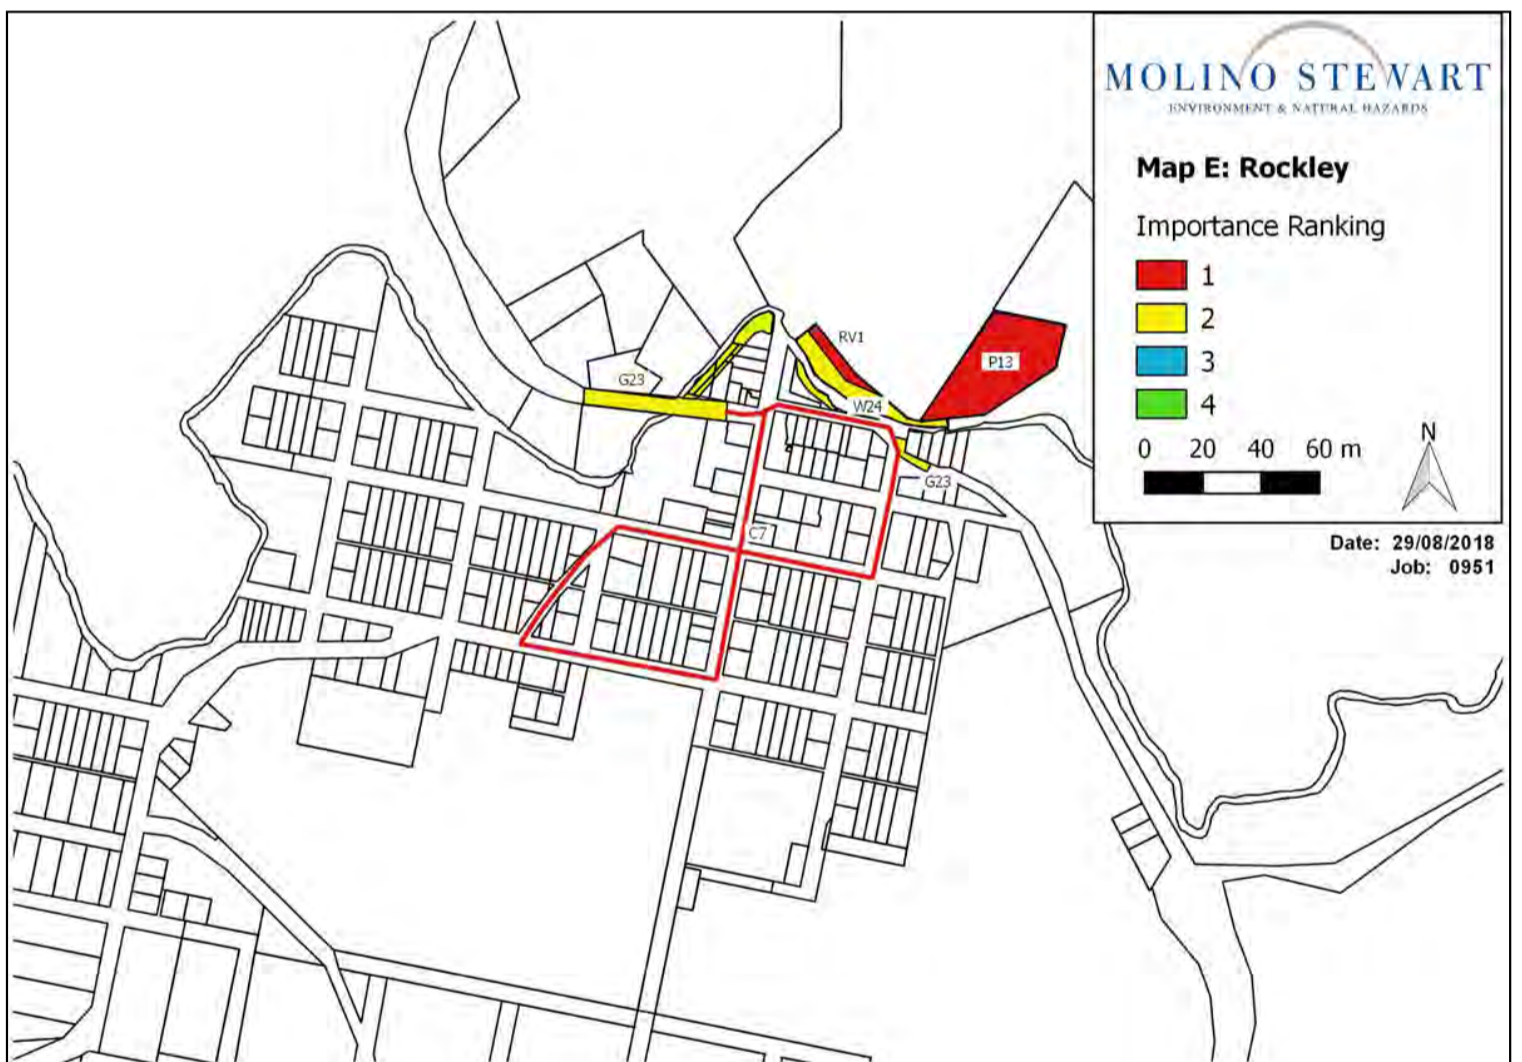 MOLINO STEWART
ENVIRONMENT & NATURAL HAZARDS
Map E: Rockley
Importance Ranking
1
2
3
4
0 20 40 60 m
N
Date: 29/08/2018
Job: 0951
RV1
P13
G23
W24
G23
C7